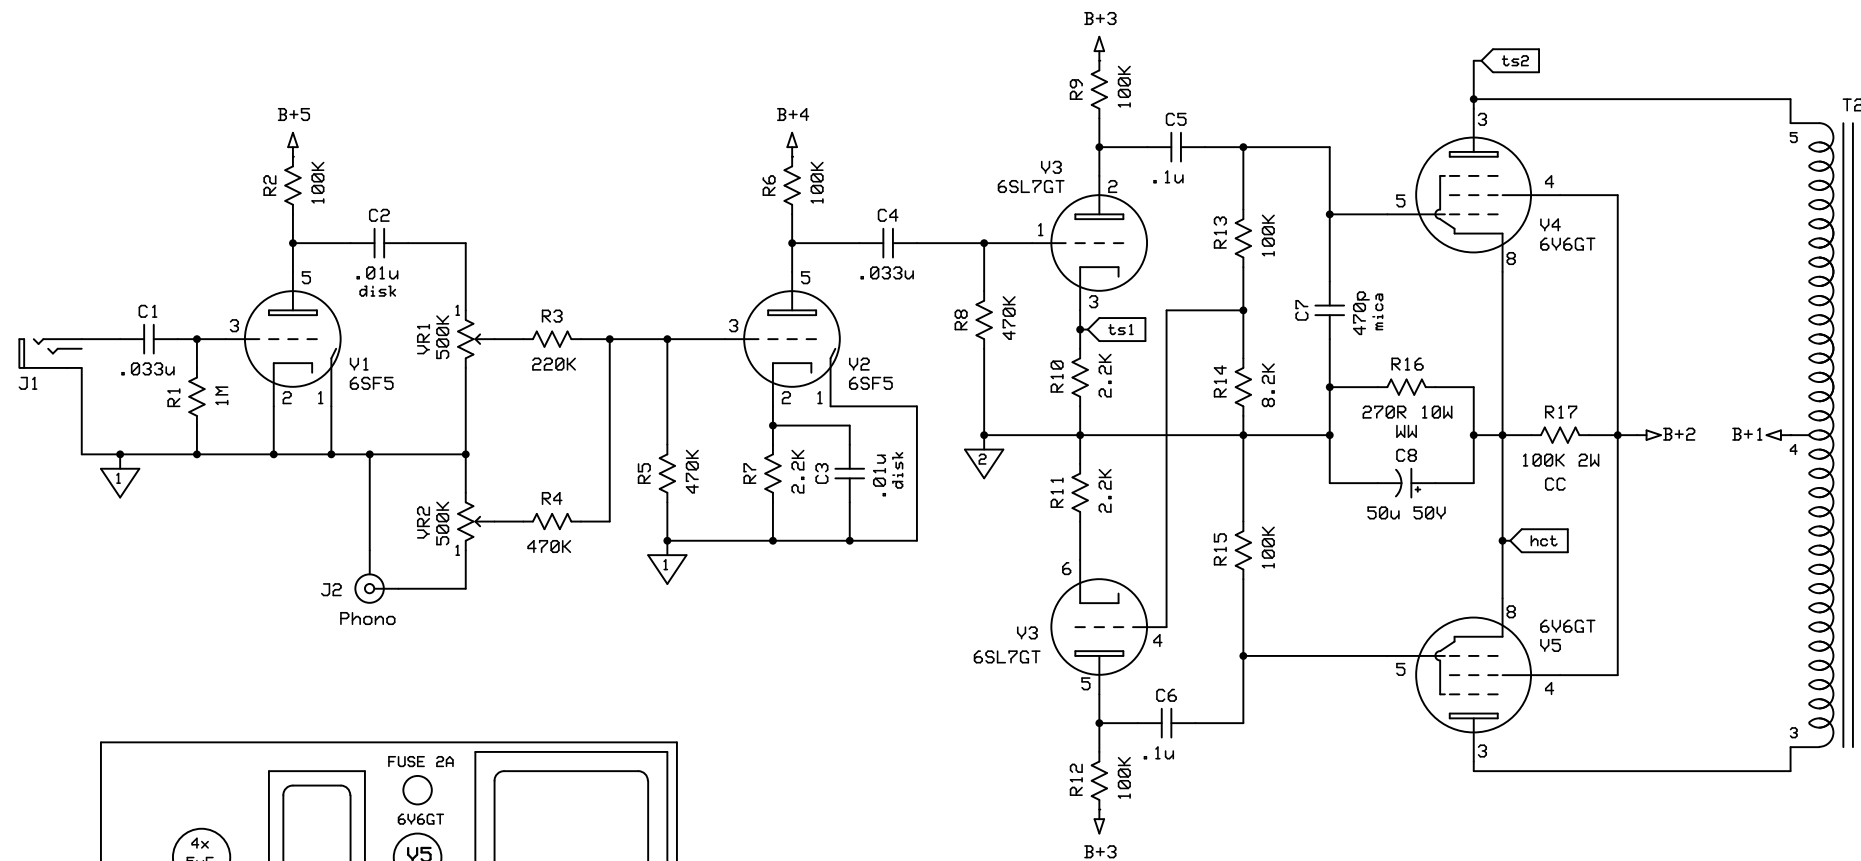 B+3
ts2
R9
100K
T2
3
5
B+5
B+4
C5
.1u
V3
6SL7GT
2
R2
100K
R6
100K
4
5
C2
.01u
disk
C4
.033u
1
R13
100K
V4
6V6GT
8
5
5
3
C1
.033u
3
1
VR1
500K
R3
220K
3
R8
470K
ts1
C7
470p
mica
J1
R1
1M
V1
6SF5
2
1
V2
6SF5
2
1
R10
2.2K
R14
8.2K
R16
270R 10W
WW
R17
100K 2W
CC
B+2
B+1
4
1
2
C8
+
50u 50V
R5
470K
R7
2.2K
C3
.01u
disk
R11
2.2K
VR2
500K
1
R4
470K
R15
100K
hct
1
J2
Phono
6
V3
6SL7GT
4
5
8
6V6GT
V5
5
4
3
3
C6
.1u
R12
100K
B+3
FUSE 2A
6V6GT
4x
5uF
V5